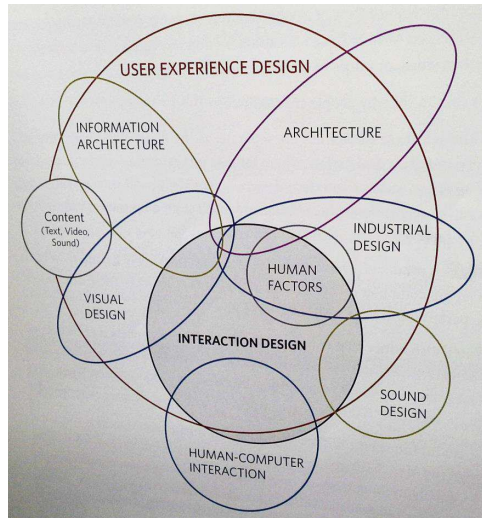 USER EXPERIENCE DESIGN
INFORMATION
ARCHITECTURE
ARCHITECTURE
Content
(Text, Video,
Sound)
INDUSTRIAL
DESIGN
HUMAN
FACTORS
VISUAL
DESIGN
INTERACTION DESIGN
SOUND
DESIGN
HUMAN-COMPUTER
INTERACTION